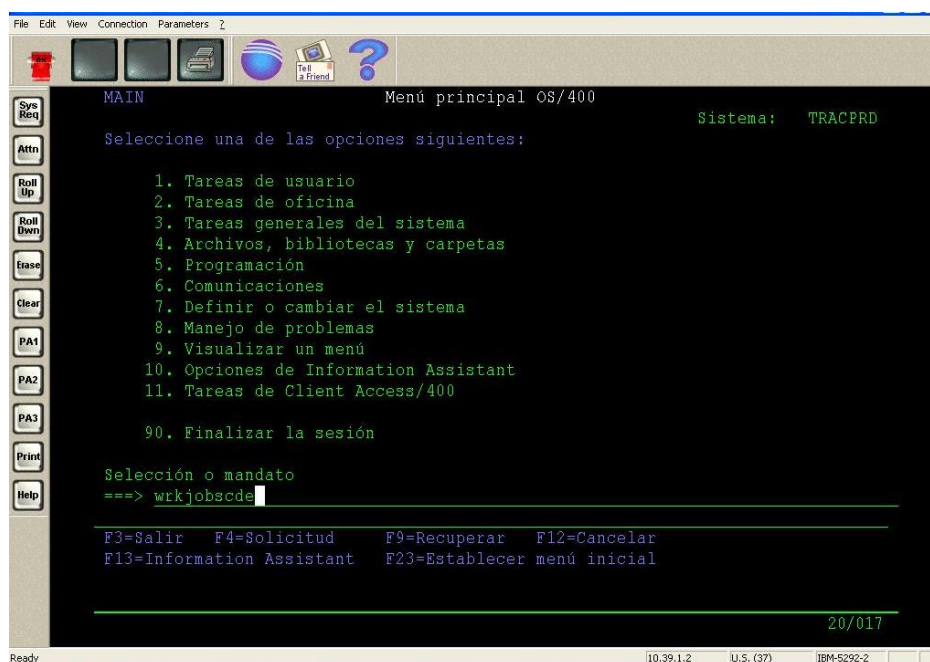 File Edit View Connection Parameters ?
ON
Tell a Friend
MAIN Menú principal OS/400
Sistema: TRACPRD
Seleccione una de las opciones siguientes:
1. Tareas de usuario
2. Tareas de oficina
3. Tareas generales del sistema
4. Archivos, bibliotecas y carpetas
5. Programación
6. Comunicaciones
7. Definir o cambiar el sistema
8. Manejo de problemas
9. Visualizar un menú
10. Opciones de Information Assistant
11. Tareas de Client Access/400
90. Finalizar la sesión
Selección o mandato
===> wrkjobscde
F3=Salir F4=Solicitud F9=Recuperar F12=Cancelar
F13=Information Assistant F23=Establecer menú inicial
20/017
Sys Req
Attn
Roll Up
Roll Dwn
Erase
Clear
PA1
PA2
PA3
Print
Help
Ready 10.39.1.2 U.S. (37) IBM-5292-2